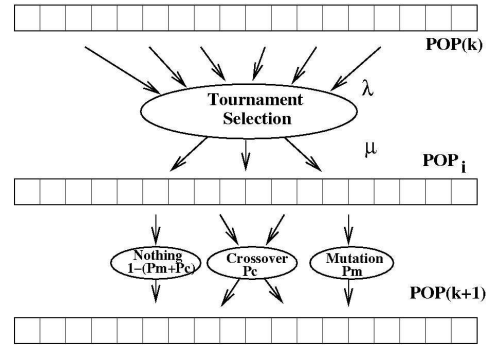 POP(k)
Tournament
Selection
λ
μ
POP i
Nothing
1-(Pm+Pc)
Crossover
Pc
Mutation
Pm
POP(k+1)